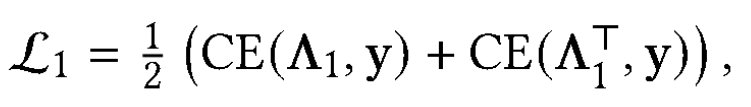 ℒ₁ = ½ (CE(Λ₁, y) + CE(Λ₁⊤, y)),